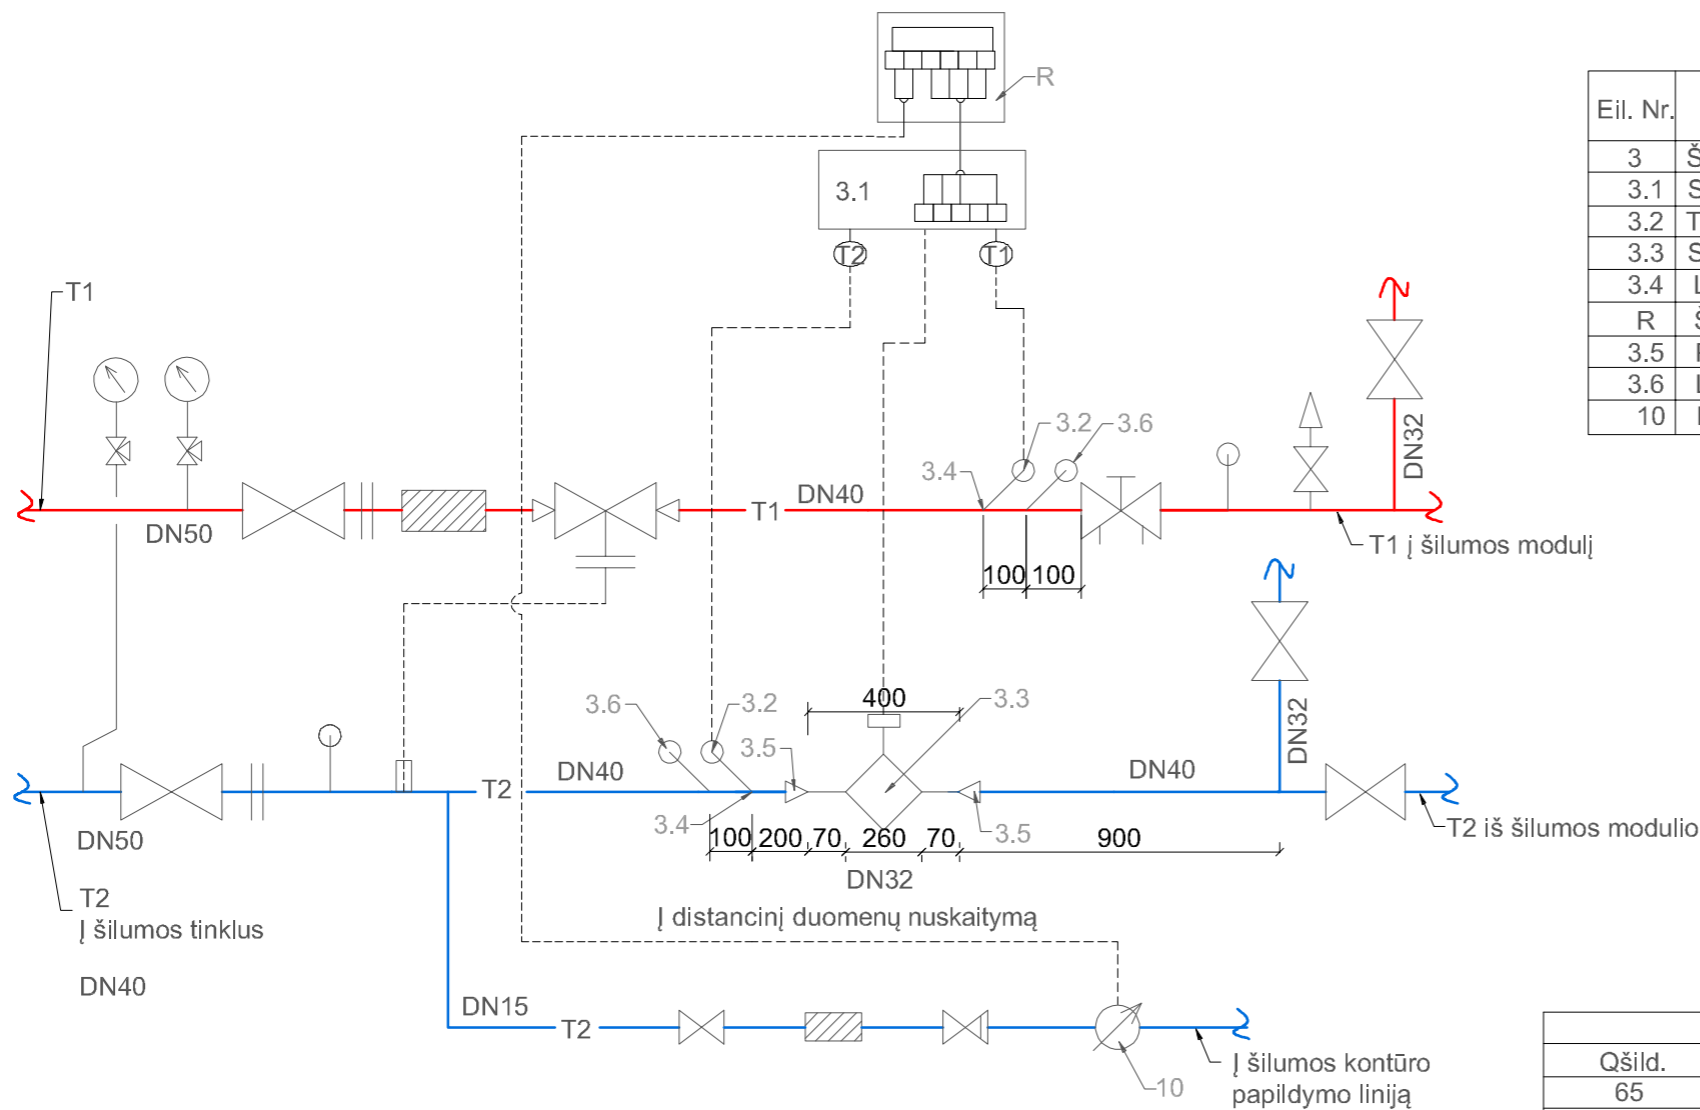 R
3.1
T2
T1
T1
DN50
T1
DN40
3.4
3.2
3.6
100
100
DN32
T1 į šilumos modulį
Eil. Nr.
3
3.1
3.2
3.3
3.4
R
3.5
3.6
10
3.6
3.2
3.5
400
3.3
DN40
T2
3.4
3.5
DN40
DN32
T2 iš šilumos modulio
DN50
100
200
70
260
70
900
DN32
T2
Į šilumos tinklus
DN40
Į distancinį duomenų nuskaitymą
DN15
T2
10
Į šilumos kontūro
papildymo liniją
Qšild.
65